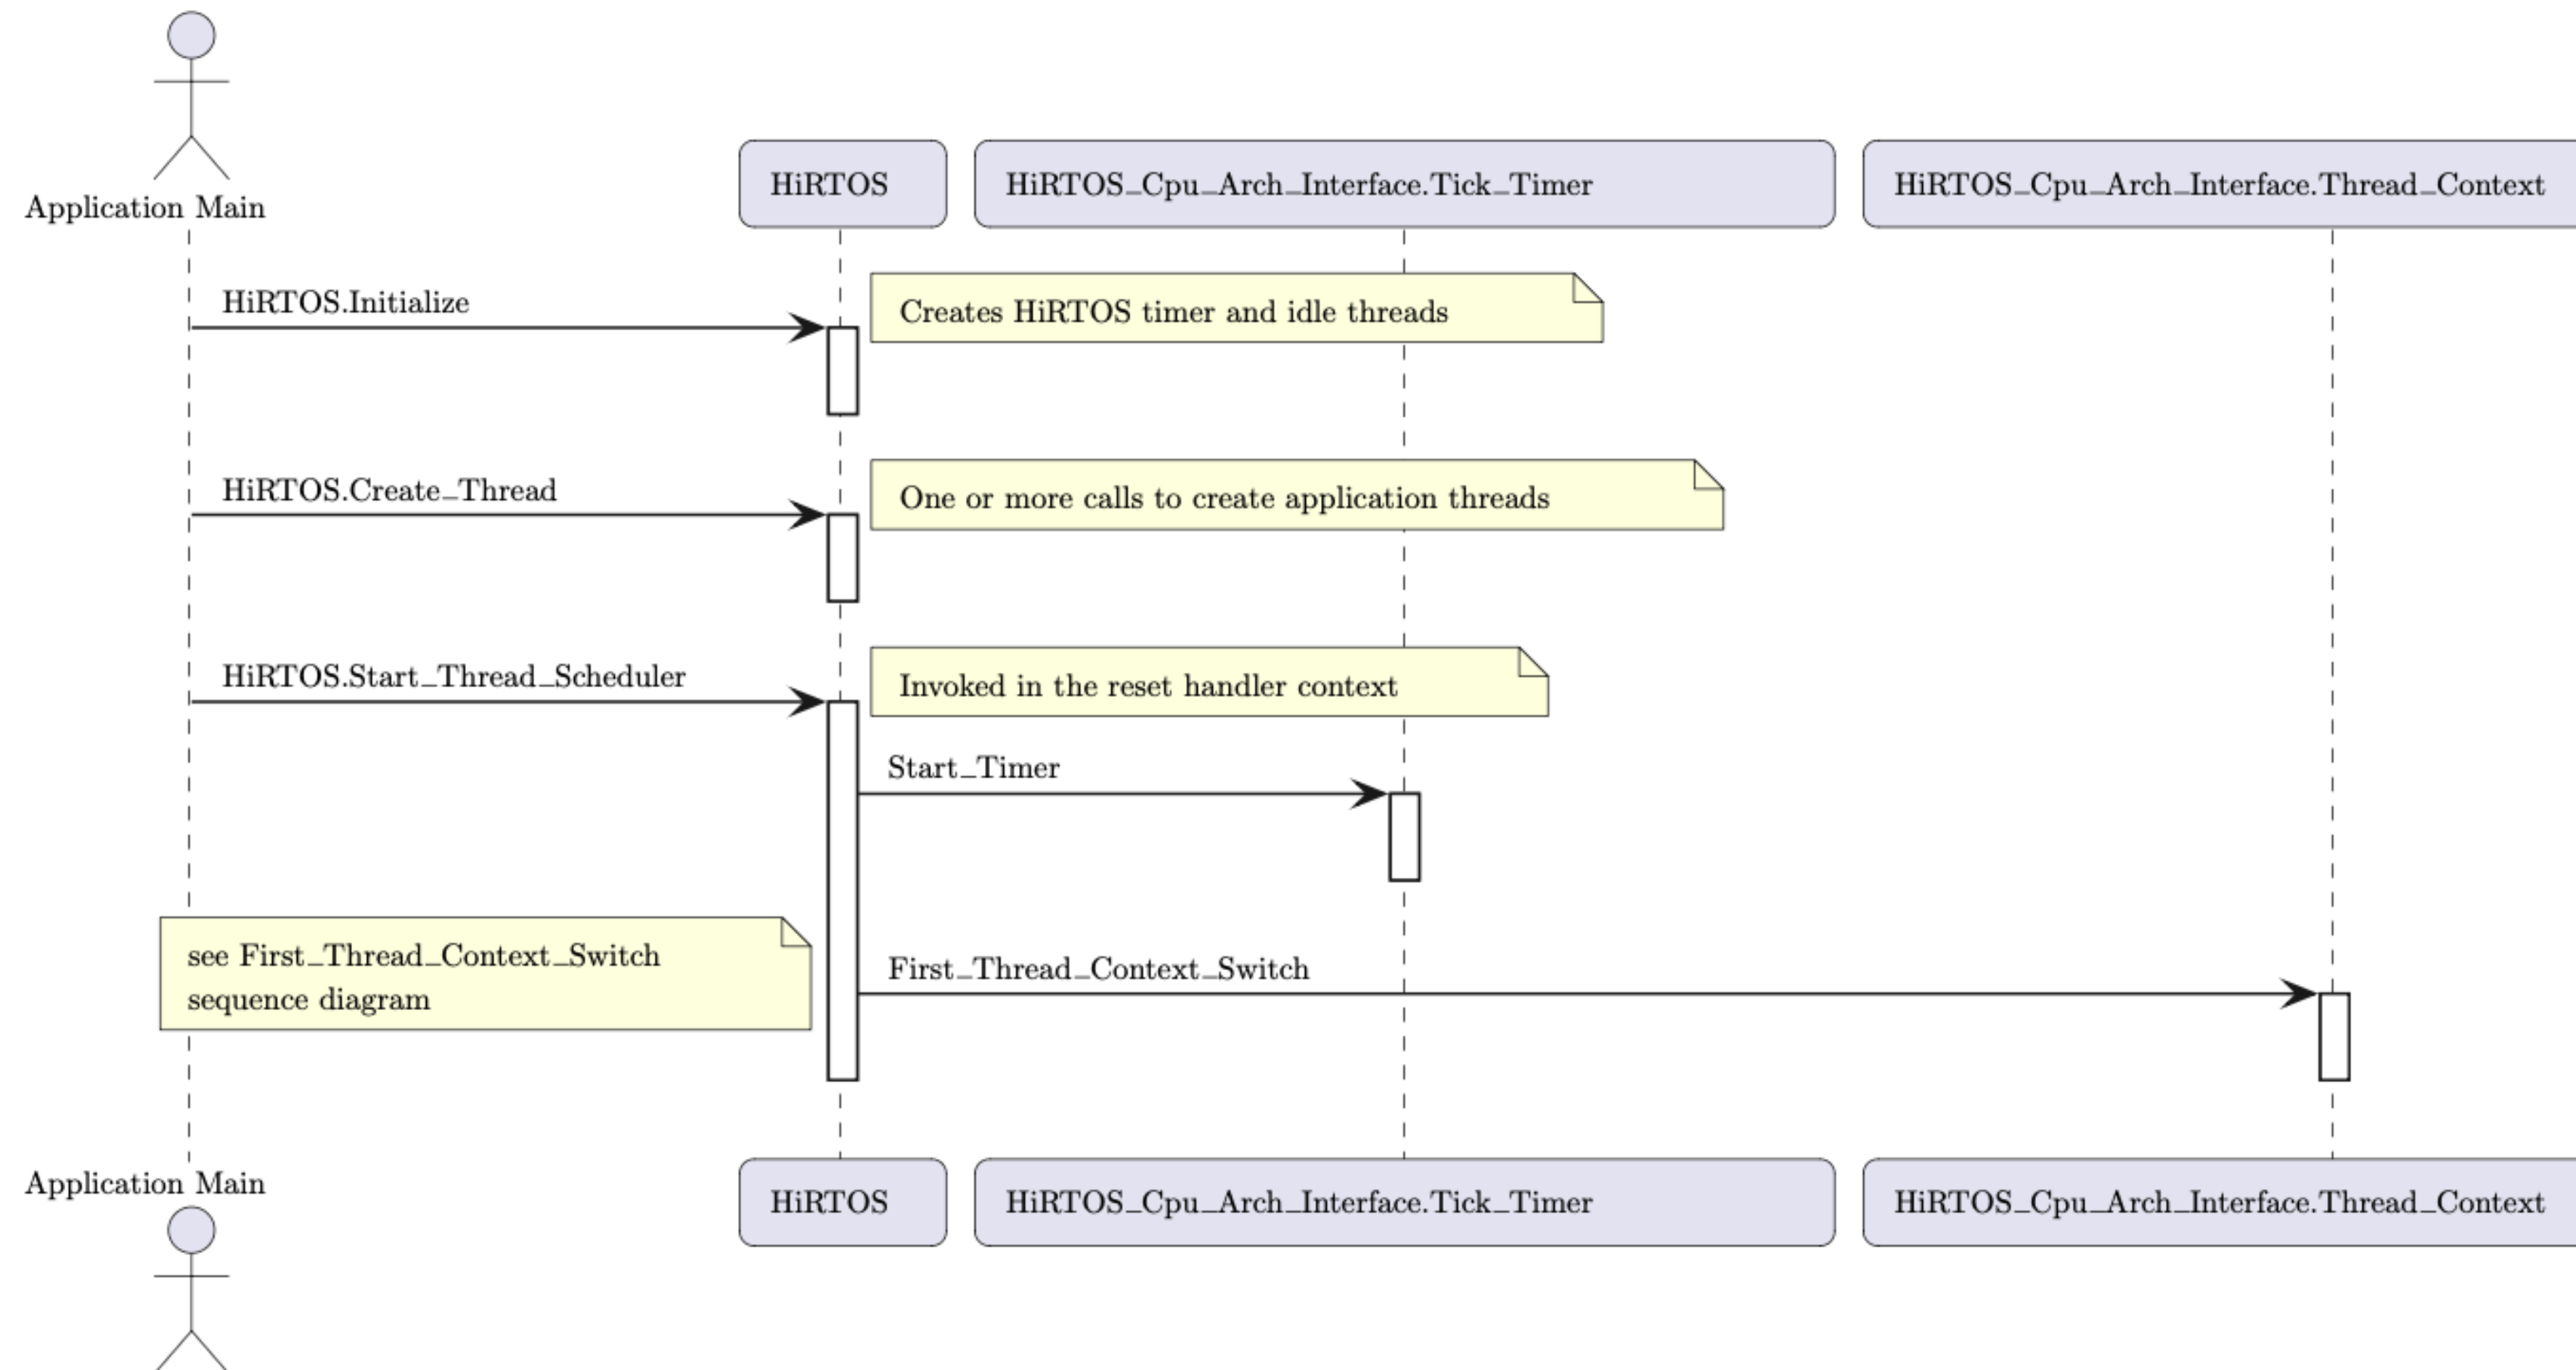 Application Main
HiRTOS
HiRTOS_Cpu_Arch_Interface.Tick_Timer
HiRTOS_Cpu_Arch_Interface.Thread_Context
HiRTOS.Initialize
Creates HiRTOS timer and idle threads
HiRTOS.Create_Thread
One or more calls to create application threads
HiRTOS.Start_Thread_Scheduler
Invoked in the reset handler context
Start_Timer
see First_Thread_Context_Switch
sequence diagram
First_Thread_Context_Switch
Application Main
HiRTOS
HiRTOS_Cpu_Arch_Interface.Tick_Timer
HiRTOS_Cpu_Arch_Interface.Thread_Context